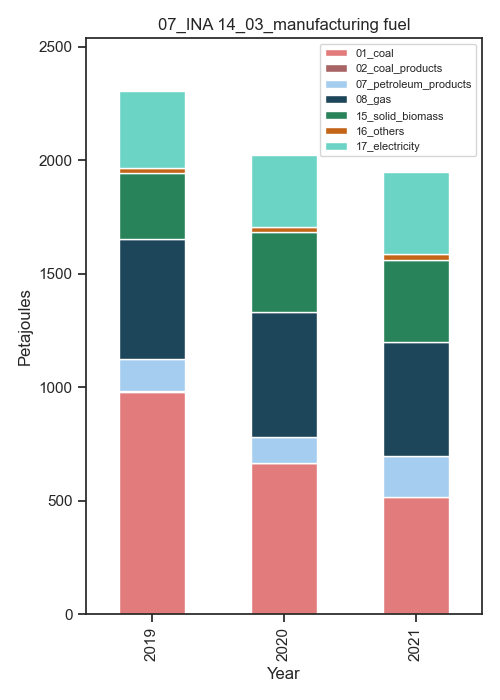 07_INA 14_03_manufacturing fuel
01_coal
02_coal_products
07_petroleum_products
08_gas
15_solid_biomass
16_others
17_electricity
Petajoules
2500
2000
1500
1000
500
0
2019
2020
2021
Year